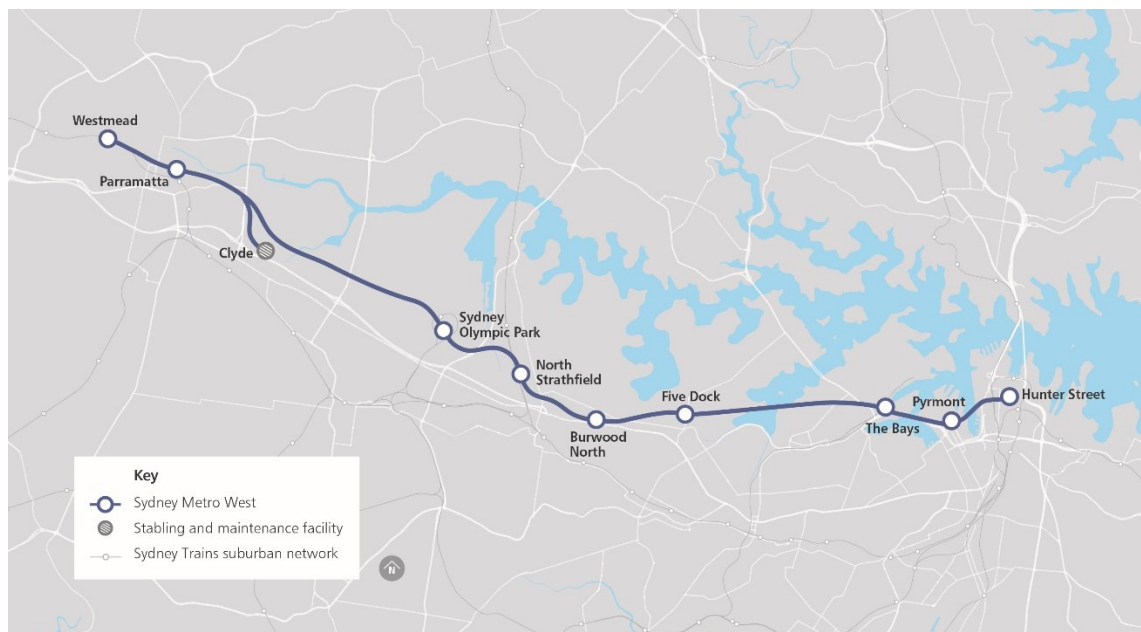 Westmead
Parramatta
Clyde
Sydney
Olympic Park
North
Strathfield
Burwood
North
Five Dock
The Bays
Pyrmont
Hunter Street
Key
Sydney Metro West
Stabling and maintenance facility
Sydney Trains suburban network
N